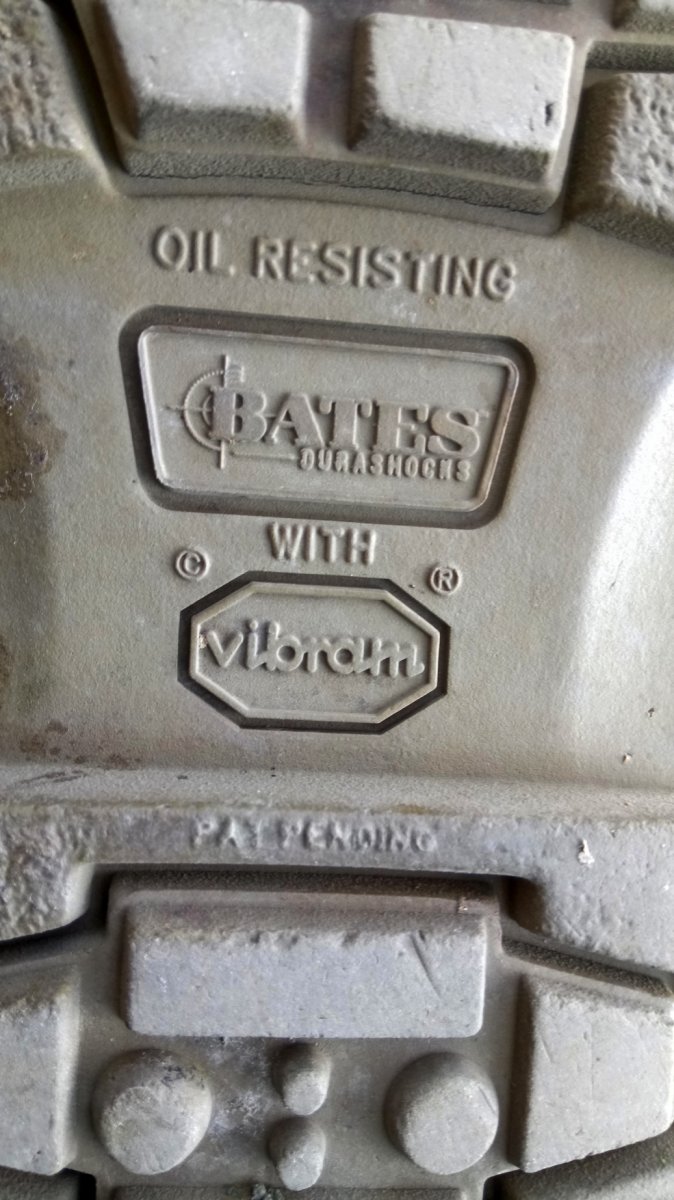 OIL RESISTING
BATES
DURASHOCKS
WITH
© ®
vibram
PAT PENDING